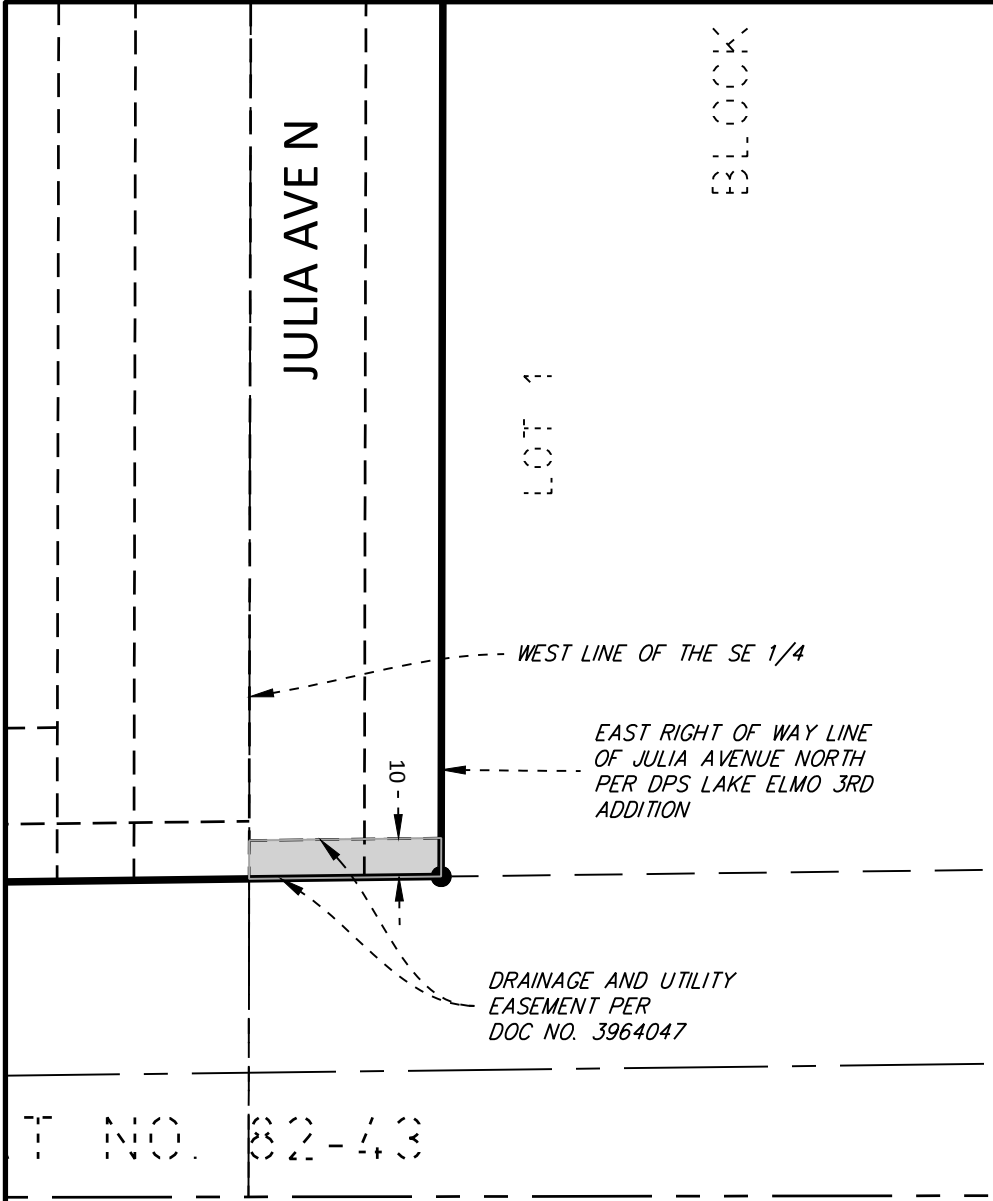 BLOCK
JULIA AVE N
LOT 1
WEST LINE OF THE SE 1/4
EAST RIGHT OF WAY LINE
OF JULIA AVENUE NORTH
PER DPS LAKE ELMO 3RD
ADDITION
10
DRAINAGE AND UTILITY
EASEMENT PER
DOC NO. 3964047
T NO. 82-43